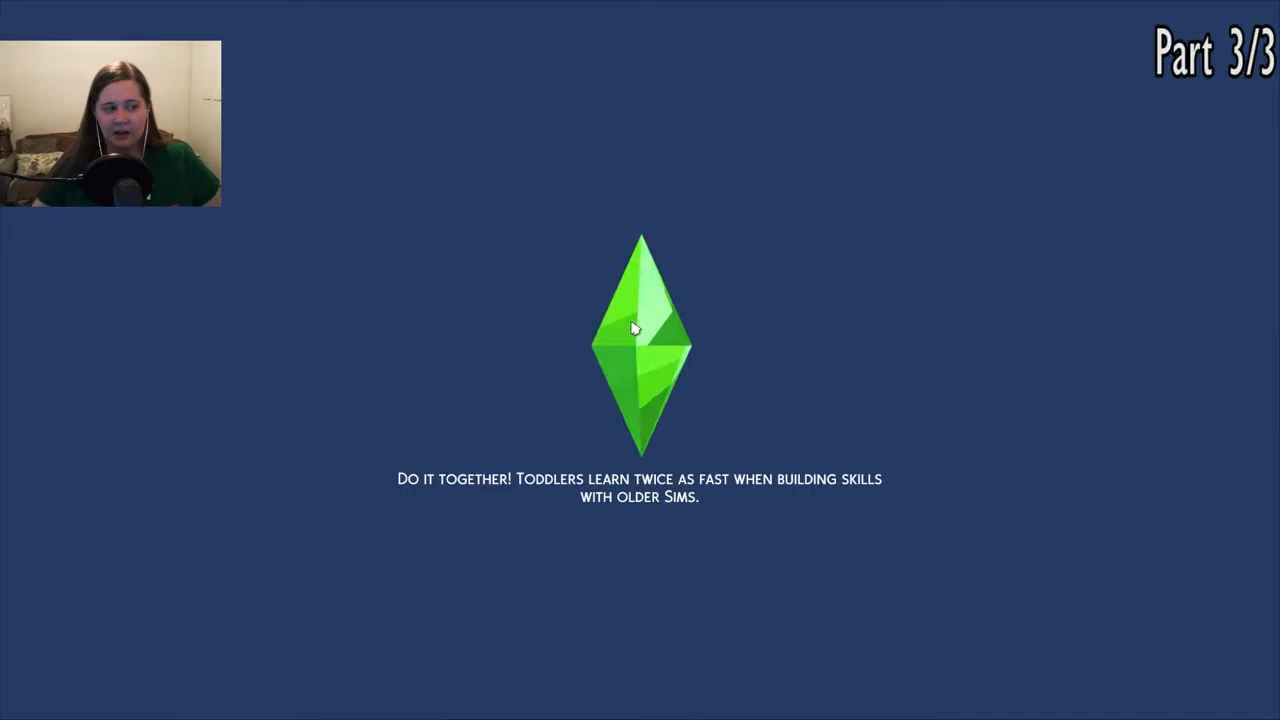 Part 3/3
Do it together! Toddlers learn twice as fast when building skills
with older Sims.